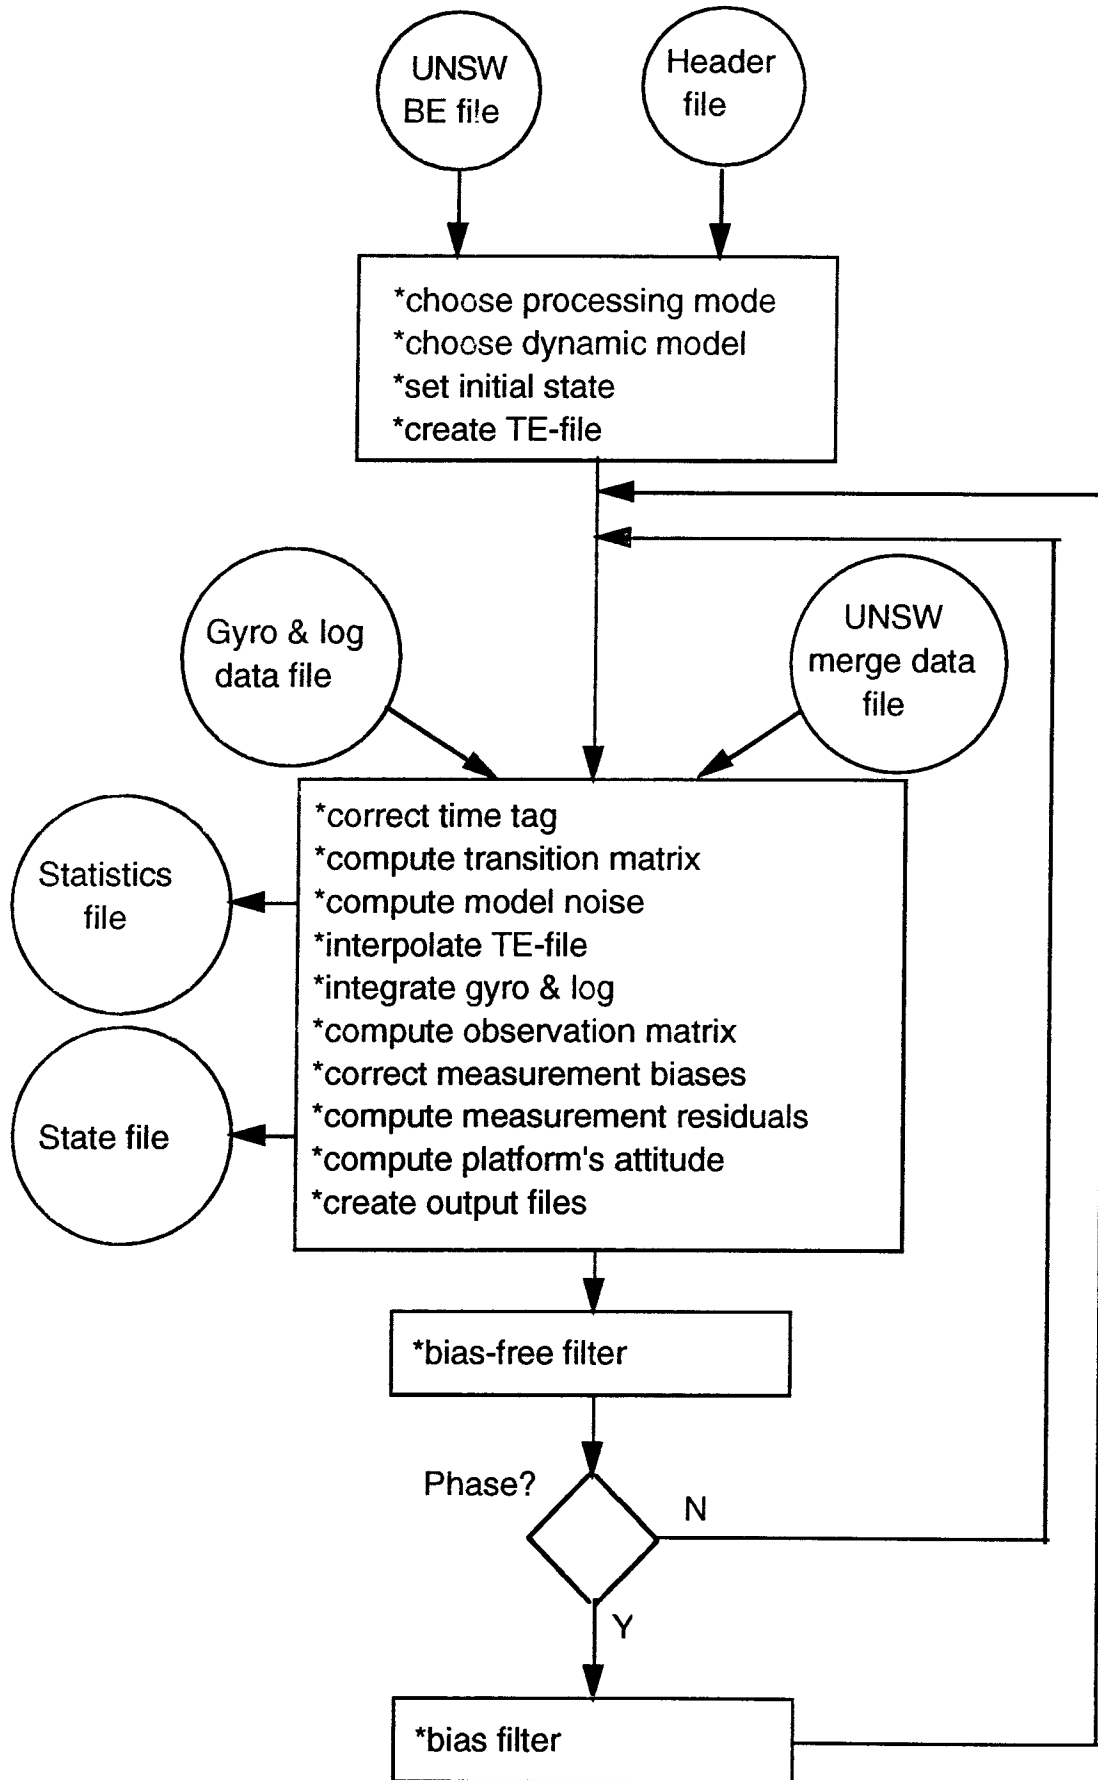 UNSW
BE file
Header
file
*choose processing mode
*choose dynamic model
*set initial state
*create TE-file
Gyro & log
data file
UNSW
merge data
file
*correct time tag
*compute transition matrix
*compute model noise
*interpolate TE-file
*integrate gyro & log
*compute observation matrix
*correct measurement biases
*compute measurement residuals
*compute platform's attitude
*create output files
Statistics
file
State file
*bias-free filter
Phase?
N
Y
*bias filter